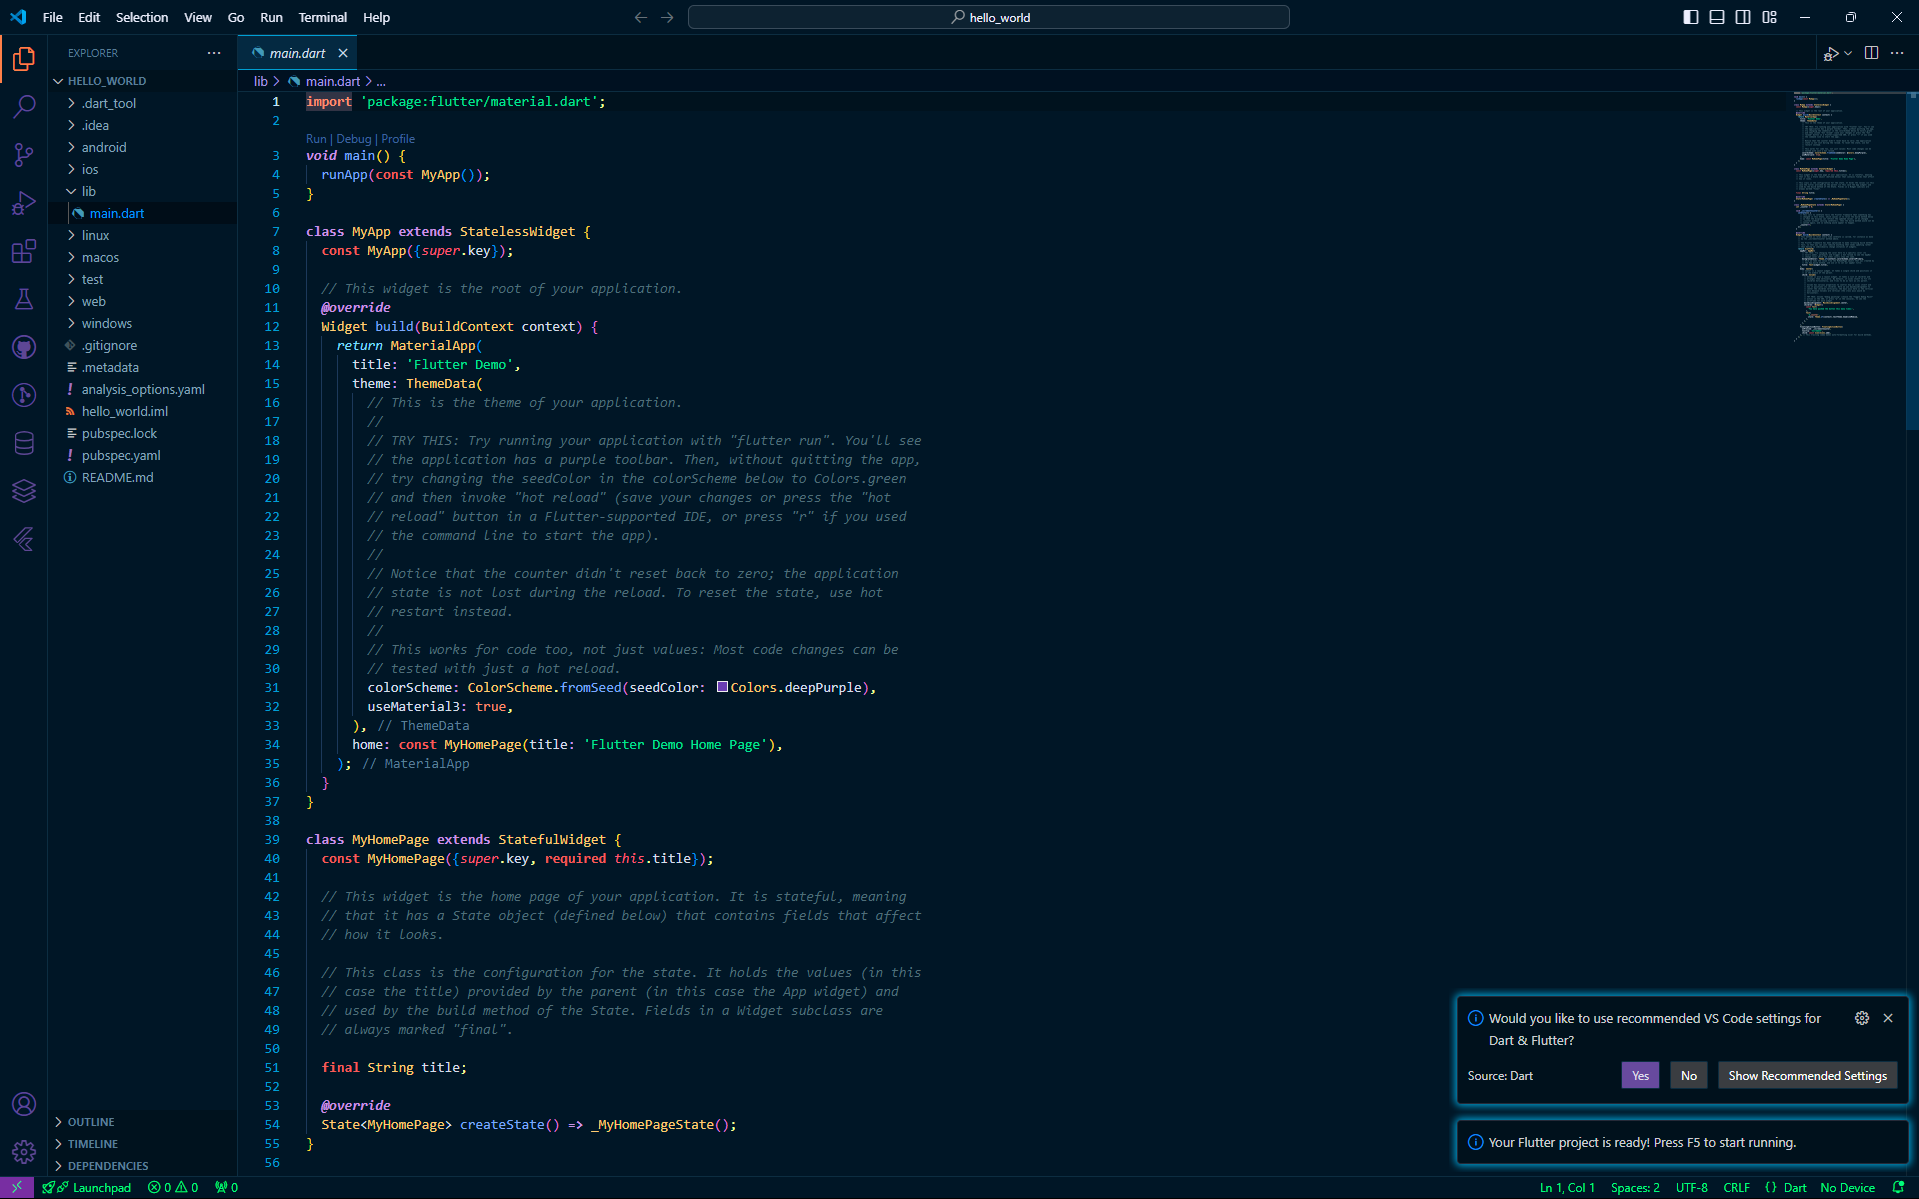 File Edit Selection View Go Run Terminal Help
hello_world
EXPLORER
HELLO_WORLD
.dart_tool
.idea
android
ios
lib
main.dart
linux
macos
test
web
windows
.gitignore
.metadata
analysis_options.yaml
hello_world.iml
pubspec.lock
pubspec.yaml
README.md
OUTLINE
TIMELINE
DEPENDENCIES
main.dart
lib > main.dart > ...
1 import 'package:flutter/material.dart';
2
Run | Debug | Profile
3 void main() {
4 runApp(const MyApp());
5 }
6
7 class MyApp extends StatelessWidget {
8 const MyApp({super.key});
9
10 // This widget is the root of your application.
11 @override
12 Widget build(BuildContext context) {
13 return MaterialApp(
14 title: 'Flutter Demo',
15 theme: ThemeData(
16 // This is the theme of your application.
17 //
18 // TRY THIS: Try running your application with "flutter run". You'll see
19 // the application has a purple toolbar. Then, without quitting the app,
20 // try changing the seedColor in the colorScheme below to Colors.green
21 // and then invoke "hot reload" (save your changes or press the "hot
22 // reload" button in a Flutter-supported IDE, or press "r" if you used
23 // the command line to start the app).
24 //
25 // Notice that the counter didn't reset back to zero; the application
26 // state is not lost during the reload. To reset the state, use hot
27 // restart instead.
28 //
29 // This works for code too, not just values: Most code changes can be
30 // tested with just a hot reload.
31 colorScheme: ColorScheme.fromSeed(seedColor: Colors.deepPurple),
32 useMaterial3: true,
33 ), // ThemeData
34 home: const MyHomePage(title: 'Flutter Demo Home Page'),
35 ); // MaterialApp
36 }
37 }
38
39 class MyHomePage extends StatefulWidget {
40 const MyHomePage({super.key, required this.title});
41
42 // This widget is the home page of your application. It is stateful, meaning
43 // that it has a State object (defined below) that contains fields that affect
44 // how it looks.
45
46 // This class is the configuration for the state. It holds the values (in this
47 // case the title) provided by the parent (in this case the App widget) and
48 // used by the build method of the State. Fields in a Widget subclass are
49 // always marked "final".
50
51 final String title;
52
53 @override
54 State<MyHomePage> createState() => _MyHomePageState();
55 }
56
Would you like to use recommended VS Code settings for
Dart & Flutter?
Source: Dart Yes No Show Recommended Settings
Your Flutter project is ready! Press F5 to start running.
Launchpad 0 0 0 Ln 1, Col 1 Spaces: 2 UTF-8 CRLF {} Dart No Device